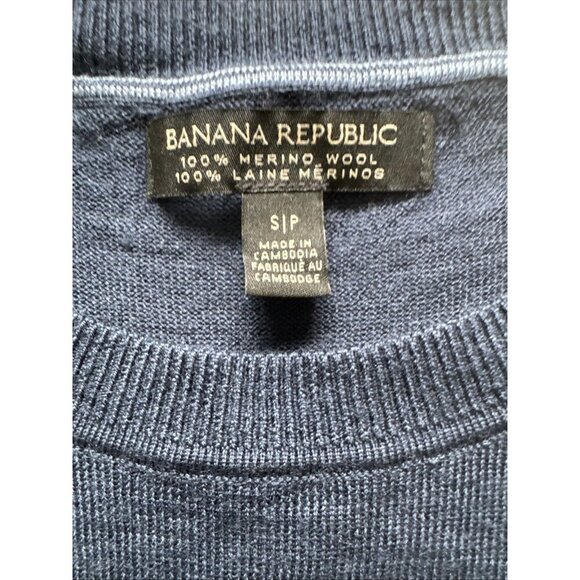 BANANA REPUBLIC
100% MERINO WOOL
100% LAINE MÉRINOS
S|P
MADE IN
CAMBODIA
FABRIQUÉ AU
CAMBODGE